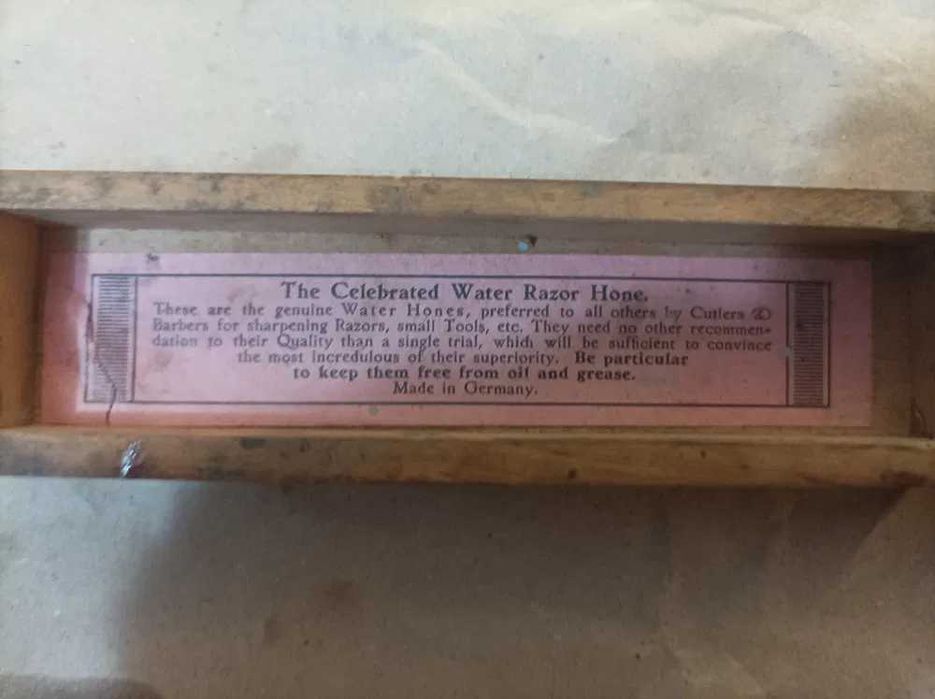 The Celebrated Water Razor Hone.
These are the genuine Water Hones, preferred to all others by Cutlers &
Barbers for sharpening Razors, small Tools, etc. They need no other recommen-
dation to their Quality than a single trial, which will be sufficient to convince
the most incredulous of their superiority. Be particular
to keep them free from oil and grease.
Made in Germany.